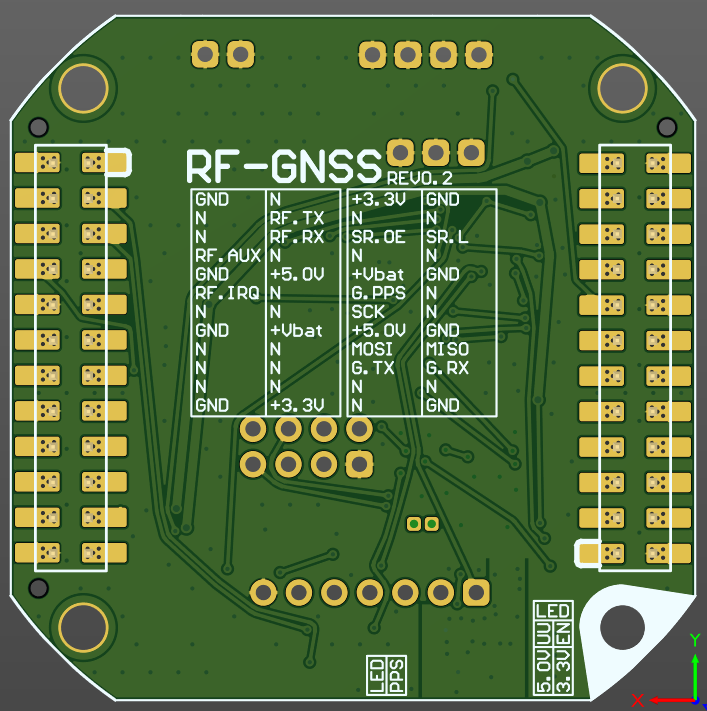 RF-GNSS
REV0.2
GND N +3.3V GND
N RF.TX N N
N RF.RX SR.OE SR.L
RF.AUX N N N
GND +5.0V +Vbat GND
RF.IRQ N G.PPS N
N N SCK N
GND +Vbat +5.0V GND
N N MOSI MISO
N N G.TX G.RX
N N N N
GND +3.3V N GND
LED
5.0V UU
3.3V EN
LED
PPS
Y
X